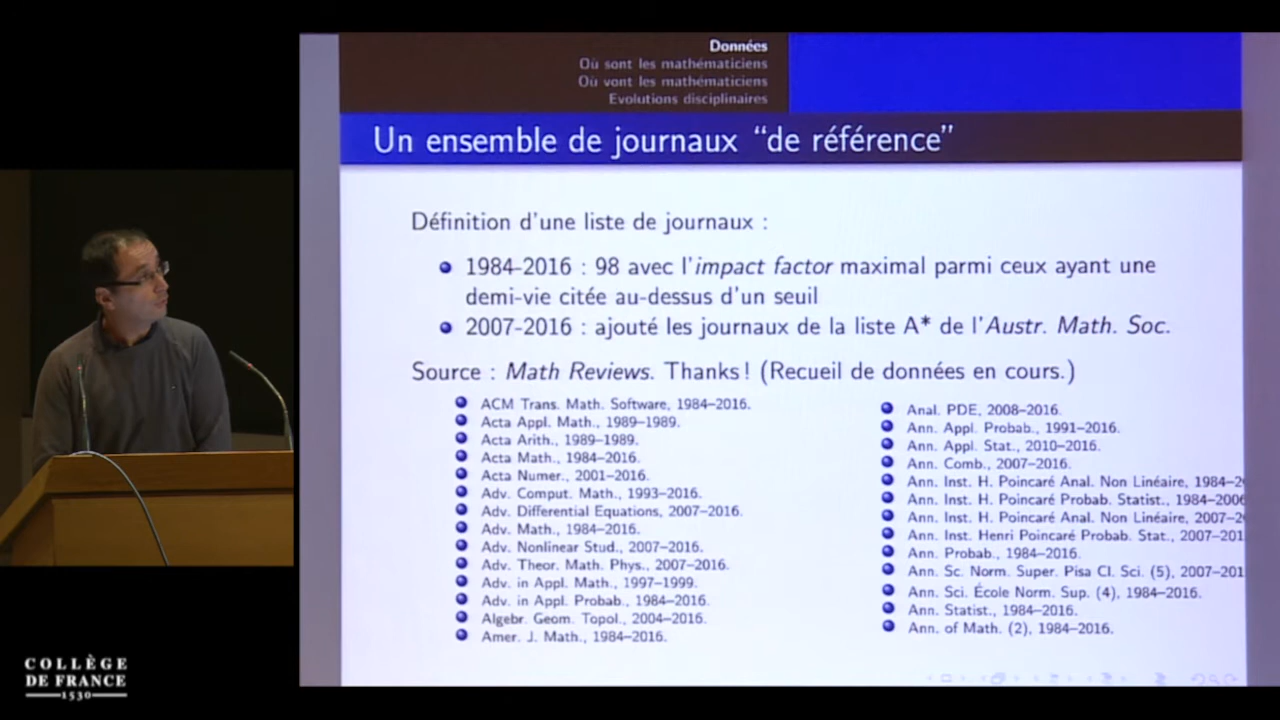 Données
Où sont les mathématiciens
Où vont les mathématiciens
Evolutions disciplinaires
Un ensemble de journaux “de référence”
Définition d'une liste de journaux :
1984-2016 : 98 avec l'impact factor maximal parmi ceux ayant une
demi-vie citée au-dessus d'un seuil
2007-2016 : ajouté les journaux de la liste A* de l'Austr. Math. Soc.
Source : Math Reviews. Thanks! (Recueil de données en cours.)
ACM Trans. Math. Software, 1984–2016.
Acta Appl. Math., 1989–1989.
Acta Arith., 1989–1989.
Acta Math., 1984–2016.
Acta Numer., 2001–2016.
Adv. Comput. Math., 1993–2016.
Adv. Differential Equations, 2007–2016.
Adv. Math., 1984–2016.
Adv. Nonlinear Stud., 2007–2016.
Adv. Theor. Math. Phys., 2007–2016.
Adv. in Appl. Math., 1997–1999.
Adv. in Appl. Probab., 1984–2016.
Algebr. Geom. Topol., 2004–2016.
Amer. J. Math., 1984–2016.
Anal. PDE, 2008–2016.
Ann. Appl. Probab., 1991–2016.
Ann. Appl. Stat., 2010–2016.
Ann. Comb., 2007–2016.
Ann. Inst. H. Poincaré Anal. Non Linéaire, 1984–2
Ann. Inst. H. Poincaré Probab. Statist., 1984–2006
Ann. Inst. H. Poincaré Anal. Non Linéaire, 2007–2
Ann. Inst. Henri Poincaré Probab. Stat., 2007–201
Ann. Probab., 1984–2016.
Ann. Sc. Norm. Super. Pisa Cl. Sci. (5), 2007–201
Ann. Sci. École Norm. Sup. (4), 1984–2016.
Ann. Statist., 1984–2016.
Ann. of Math. (2), 1984–2016.
COLLÈGE
DE FRANCE
1530